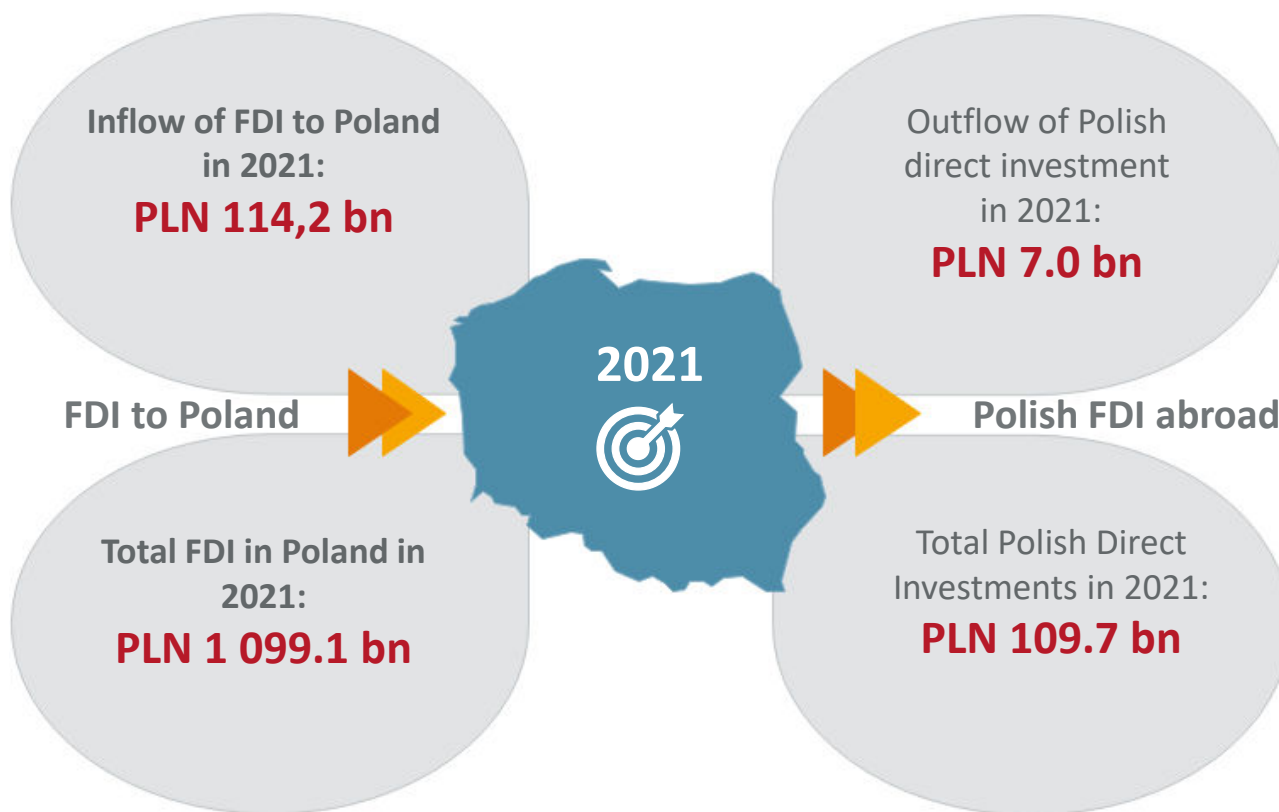 Inflow of FDI to Poland
in 2021:
PLN 114,2 bn
Outflow of Polish
direct investment
in 2021:
PLN 7.0 bn
2021
FDI to Poland
Polish FDI abroad
Total FDI in Poland in
2021:
PLN 1 099.1 bn
Total Polish Direct
Investments in 2021:
PLN 109.7 bn